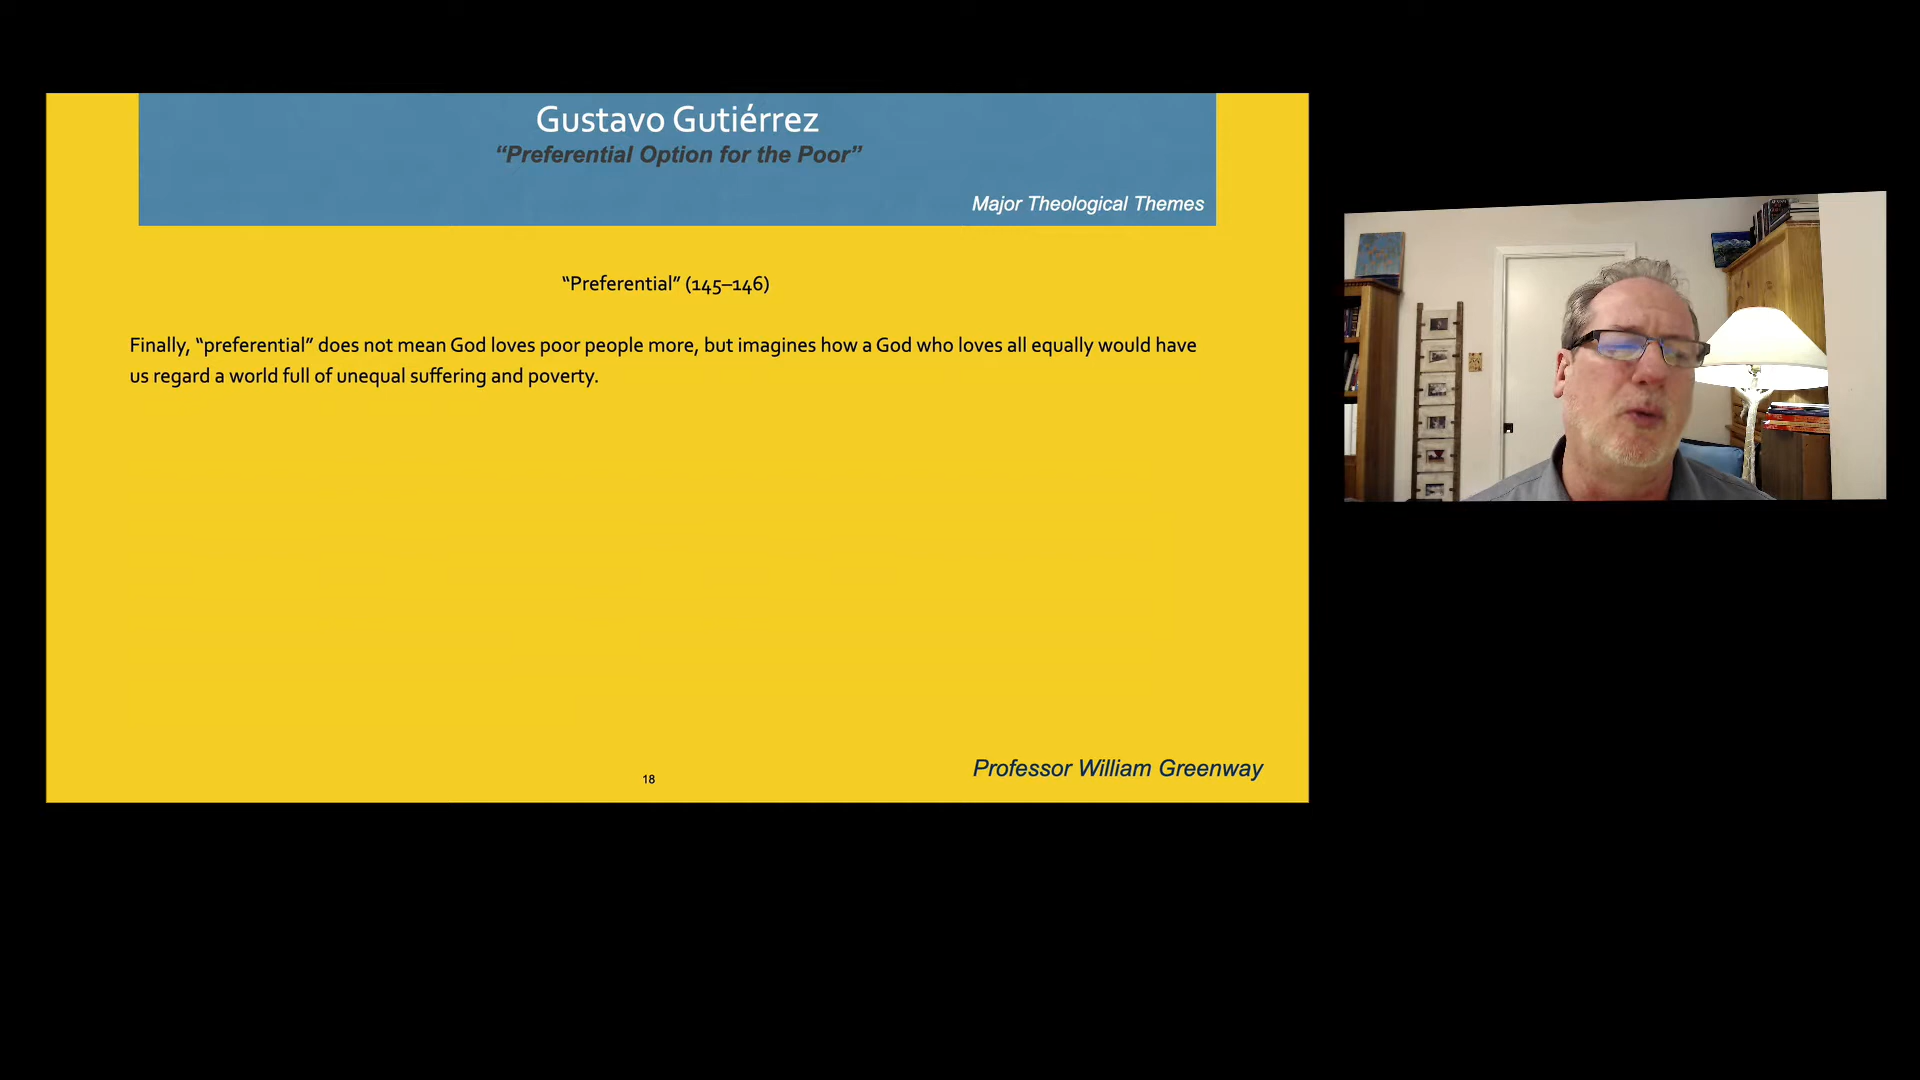 Gustavo Gutiérrez
“Preferential Option for the Poor”
Major Theological Themes
“Preferential” (145–146)
Finally, “preferential” does not mean God loves poor people more, but imagines how a God who loves all equally would have
us regard a world full of unequal suffering and poverty.
18
Professor William Greenway